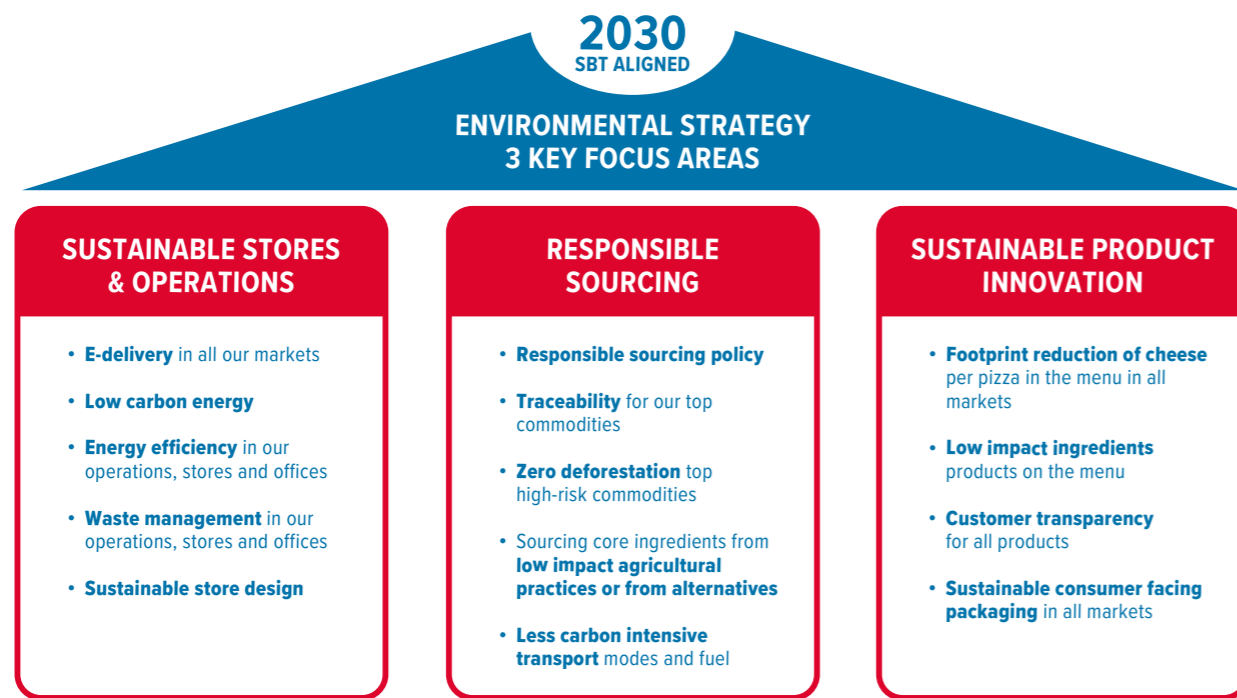 2030
SBT ALIGNED
ENVIRONMENTAL STRATEGY
3 KEY FOCUS AREAS
SUSTAINABLE STORES
& OPERATIONS
• E-delivery in all our markets
• Low carbon energy
• Energy efficiency in our
operations, stores and offices
• Waste management in our
operations, stores and offices
• Sustainable store design
RESPONSIBLE
SOURCING
• Responsible sourcing policy
• Traceability for our top
commodities
• Zero deforestation top
high-risk commodities
• Sourcing core ingredients from
low impact agricultural
practices or from alternatives
• Less carbon intensive
transport modes and fuel
SUSTAINABLE PRODUCT
INNOVATION
• Footprint reduction of cheese
per pizza in the menu in all
markets
• Low impact ingredients
products on the menu
• Customer transparency
for all products
• Sustainable consumer facing
packaging in all markets